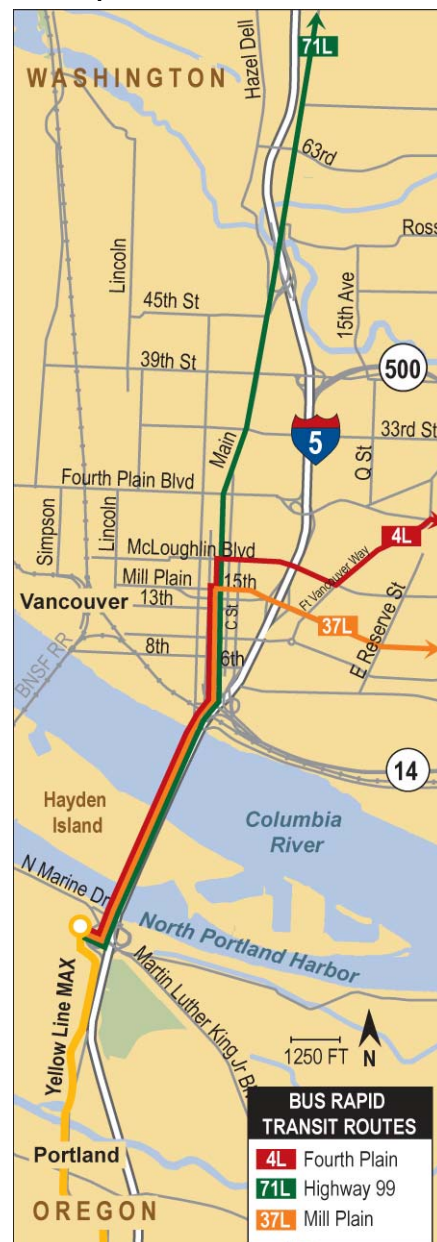 WASHINGTON
Hazel Dell
71L
63rd
Ross
Lincoln
45th St
15th Ave
39th St
500
5
33rd St
Main
Q St
Fourth Plain Blvd
Simpson
Lincoln
McLoughlin Blvd
4L
Mill Plain
15th
Ft Vancouver Way
Vancouver
13th
C St
37L
E Reserve St
8th
6th
BNSF RR
14
Hayden
Island
Columbia
River
N Marine Dr
North Portland Harbor
Yellow Line MAX
Martin Luther King Jr Blv
1250 FT
N
Portland
OREGON
BUS RAPID
TRANSIT ROUTES
4L Fourth Plain
71L Highway 99
37L Mill Plain